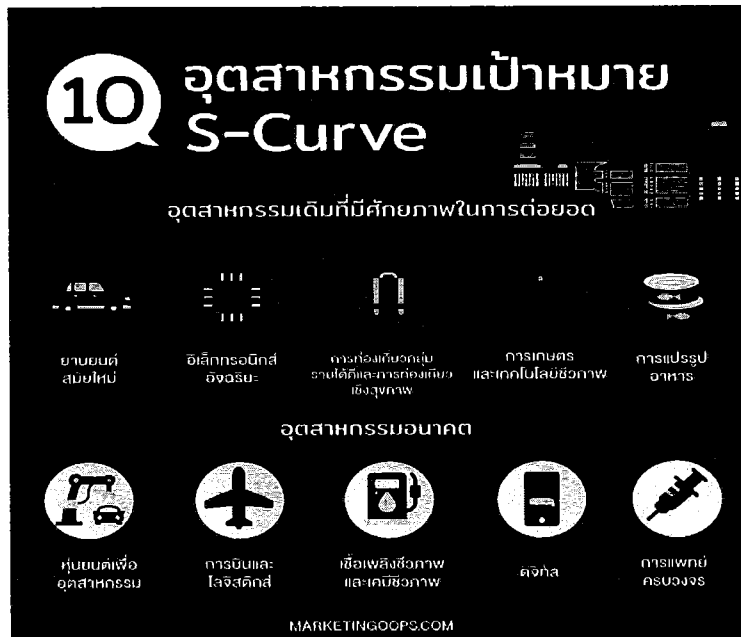 10
อุตสาหกรรมเป้าหมาย
S-Curve
อุตสาหกรรมเดิมที่มีศักยภาพในการต่อยอด
ยานยนต์
สมัยใหม่
อิเล็กทรอนิกส์
อัจฉริยะ
การท่องเที่ยวกลุ่ม
รายได้ดีและการท่องเที่ยว
เชิงสุขภาพ
การเกษตร
และเทคโนโลยีชีวภาพ
การแปรรูป
อาหาร
อุตสาหกรรมอนาคต
หุ่นยนต์เพื่อ
อุตสาหกรรม
การบินและ
โลจิสติกส์
เชื้อเพลิงชีวภาพ
และเคมีชีวภาพ
ดิจิทัล
การแพทย์
ครบวงจร
MARKETINGOOPS.COM